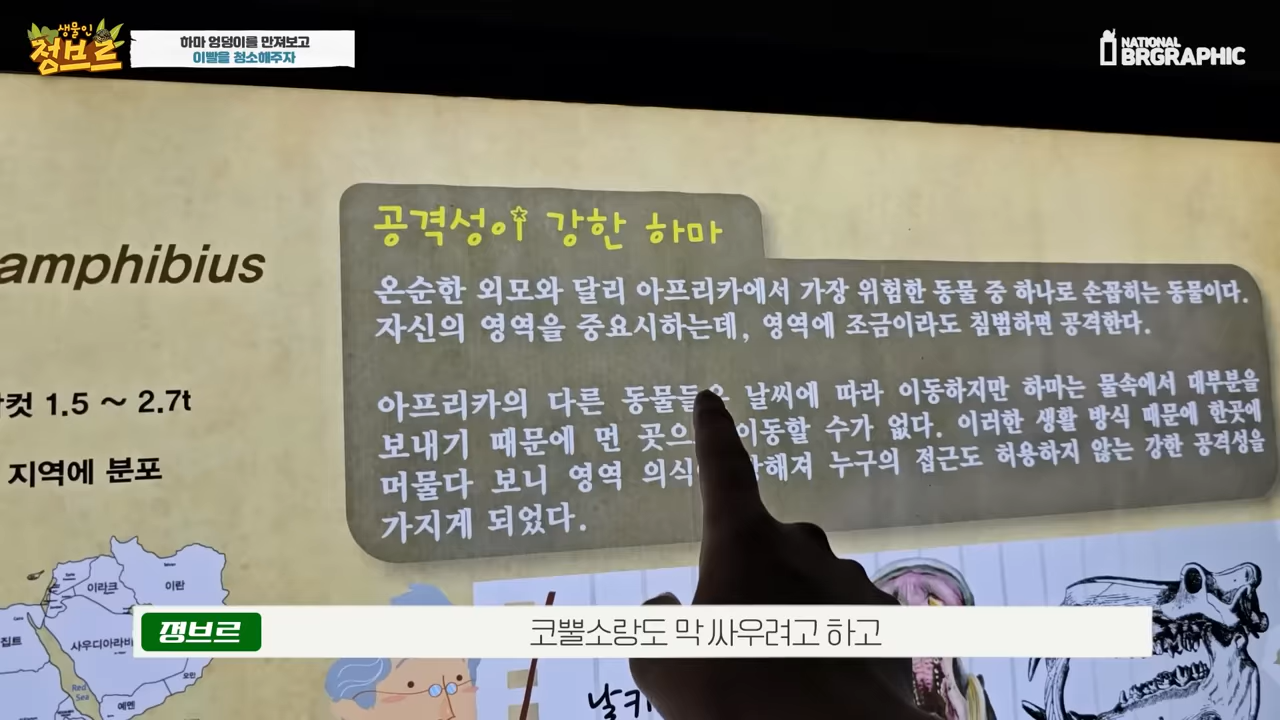 생물인
정브르
하마 엉덩이를 만져보고
이빨을 청소해주자
NATIONAL
BRGRAPHIC
amphibius
컷 1.5 ~ 2.7t
지역에 분포
공격성이 강한 하마
온순한 외모와 달리 아프리카에서 가장 위험한 동물 중 하나로 손꼽히는 동물이다.
자신의 영역을 중요시하는데, 영역에 조금이라도 침범하면 공격한다.
아프리카의 다른 동물들은 날씨에 따라 이동하지만 하마는 물속에서 대부분을
보내기 때문에 먼 곳으 이동할 수가 없다. 이러한 생활 방식 때문에 한곳에
머물다 보니 영역 의식 해져 누구의 접근도 허용하지 않는 강한 공격성을
가지게 되었다.
이라크
이란
사우디아라비
집트
Red
Sea
오만
예멘
날카
쩡브르
코뿔소랑도 막 싸우려고 하고